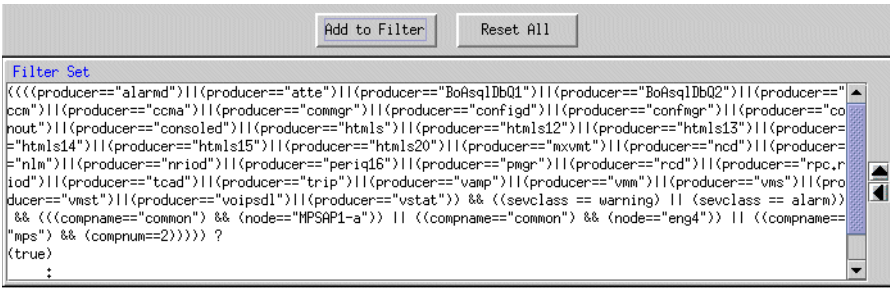 Add to Filter
Reset All
Filter Set
((((producer=="alarmd")||(producer=="atte")||(producer=="BoAsqlDbQ1")||(producer=="BoAsqlDbQ2")||(producer=="
ccm")||(producer=="ccma")||(producer=="commgr")||(producer=="configd")||(producer=="confmgr")||(producer=="co
nout")||(producer=="consoled")||(producer=="htmls")||(producer=="htmls12")||(producer=="htmls13")||(producer=
="htmls14")||(producer=="htmls15")||(producer=="htmls20")||(producer=="mxvmt")||(producer=="ncd")||(producer=
="nlm")||(producer=="nriod")||(producer=="periq16")||(producer=="pmgr")||(producer=="rcd")||(producer=="rpc.r
iod")||(producer=="tcad")||(producer=="trip")||(producer=="vamp")||(producer=="vmm")||(producer=="vms")||(pro
ducer=="vmst")||(producer=="voipsdl")||(producer=="vstat")) && ((sevclass == warning) || (sevclass == alarm))
&& (((compname=="common") && (node=="MPSAP1-a")) || ((compname=="common") && (node=="eng4")) || ((compname==
"mps") && (compnum==2))))) ?
(true)
: